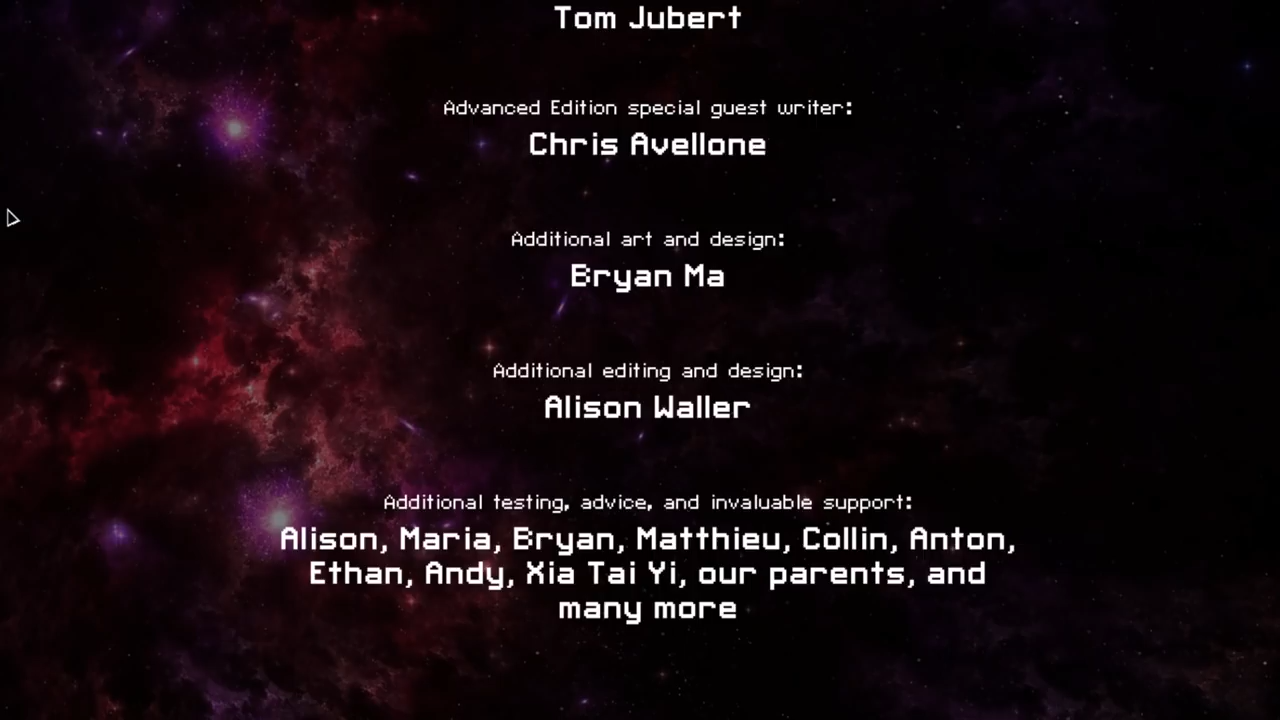 Tom Jubert
Advanced Edition special guest writer:
Chris Avellone
Additional art and design:
Bryan Ma
Additional editing and design:
Alison Waller
Additional testing, advice, and invaluable support:
Alison, Maria, Bryan, Matthieu, Collin, Anton,
Ethan, Andy, Xia Tai Yi, our parents, and
many more